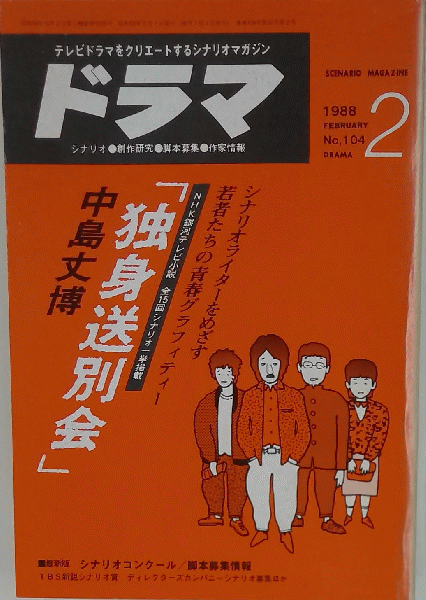 テレビドラマをクリエートするシナリオマガジン
ドラマ
シナリオ●創作研究●脚本募集●作家情報
SCENARIO MAGAZINE
1988
FEBRUARY
No,104
DRAMA
2
シナリオライターをめざす
若者たちの青春グラフィティー
NHK銀河テレビ小説 全15回シナリオ一挙掲載
「独身送別会」
中島丈博
■最新版 シナリオコンクール/脚本募集情報
TBS新鋭シナリオ賞 ディレクターズカンパニーシナリオ募集ほか